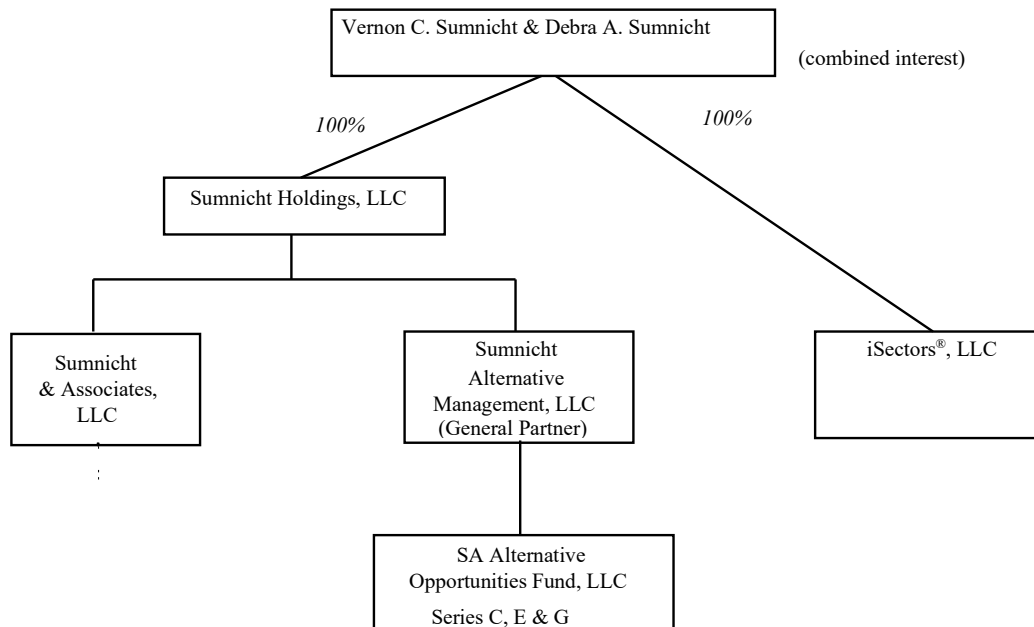 Vernon C. Sumnicht & Debra A. Sumnicht
(combined interest)
100%
100%
Sumnicht Holdings, LLC
Sumnicht
& Associates,
LLC
Sumnicht
Alternative
Management, LLC
(General Partner)
iSectors®, LLC
SA Alternative
Opportunities Fund, LLC
Series C, E & G